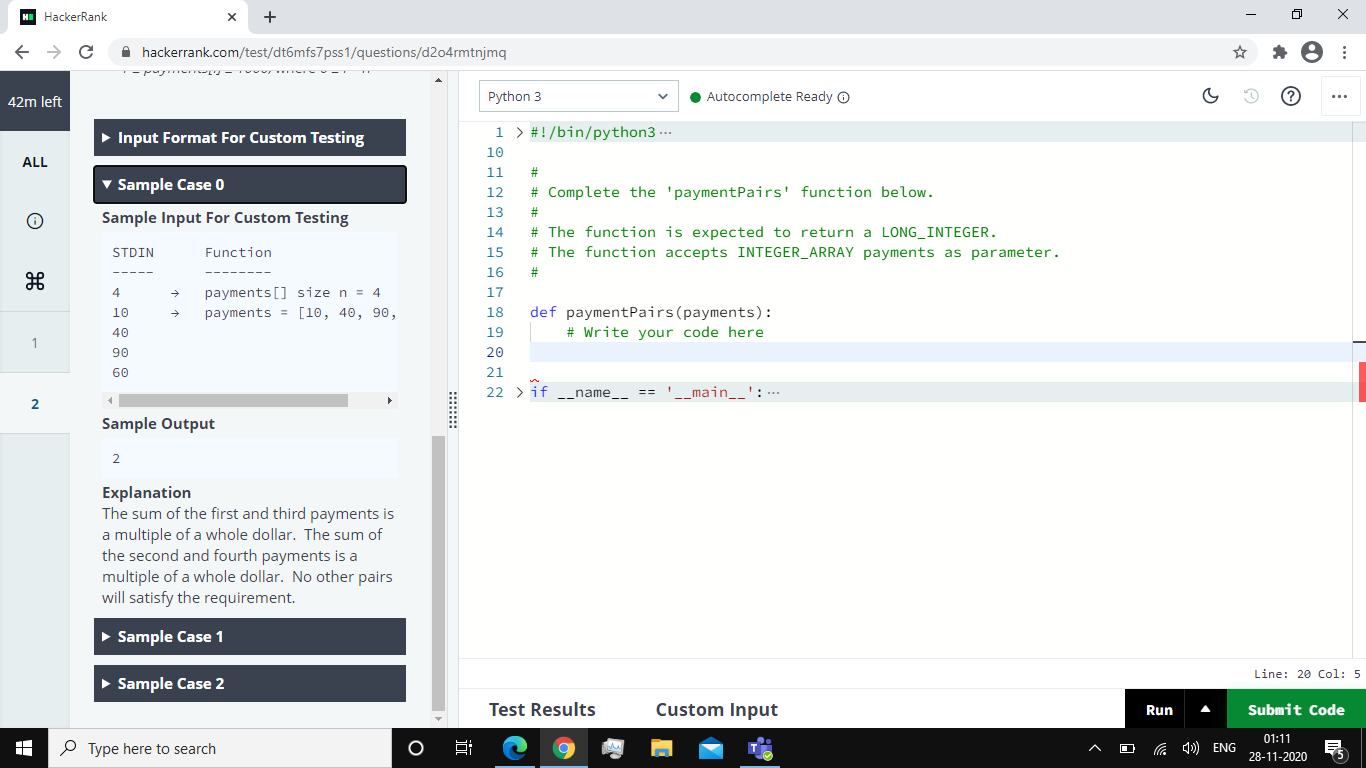 HackerRank
hackerrank.com/test/dt6mfs7pss1/questions/d2o4rmtnjmq
42m left
ALL
1
2
Input Format For Custom Testing
Sample Case 0
Sample Input For Custom Testing
STDIN Function
----- --------
4 → payments[] size n = 4
10 → payments = [10, 40, 90,
40
90
60
Sample Output
2
Explanation
The sum of the first and third payments is
a multiple of a whole dollar. The sum of
the second and fourth payments is a
multiple of a whole dollar. No other pairs
will satisfy the requirement.
Sample Case 1
Sample Case 2
Python 3
Autocomplete Ready
1 #!/bin/python3 ···
10
11 #
12 # Complete the 'paymentPairs' function below.
13 #
14 # The function is expected to return a LONG_INTEGER.
15 # The function accepts INTEGER_ARRAY payments as parameter.
16 #
17
18 def paymentPairs(payments):
19 # Write your code here
20
21
22 if __name__ == '__main__': ···
Line: 20 Col: 5
Test Results Custom Input
Run
Submit Code
Type here to search
ENG
01:11
28-11-2020
5